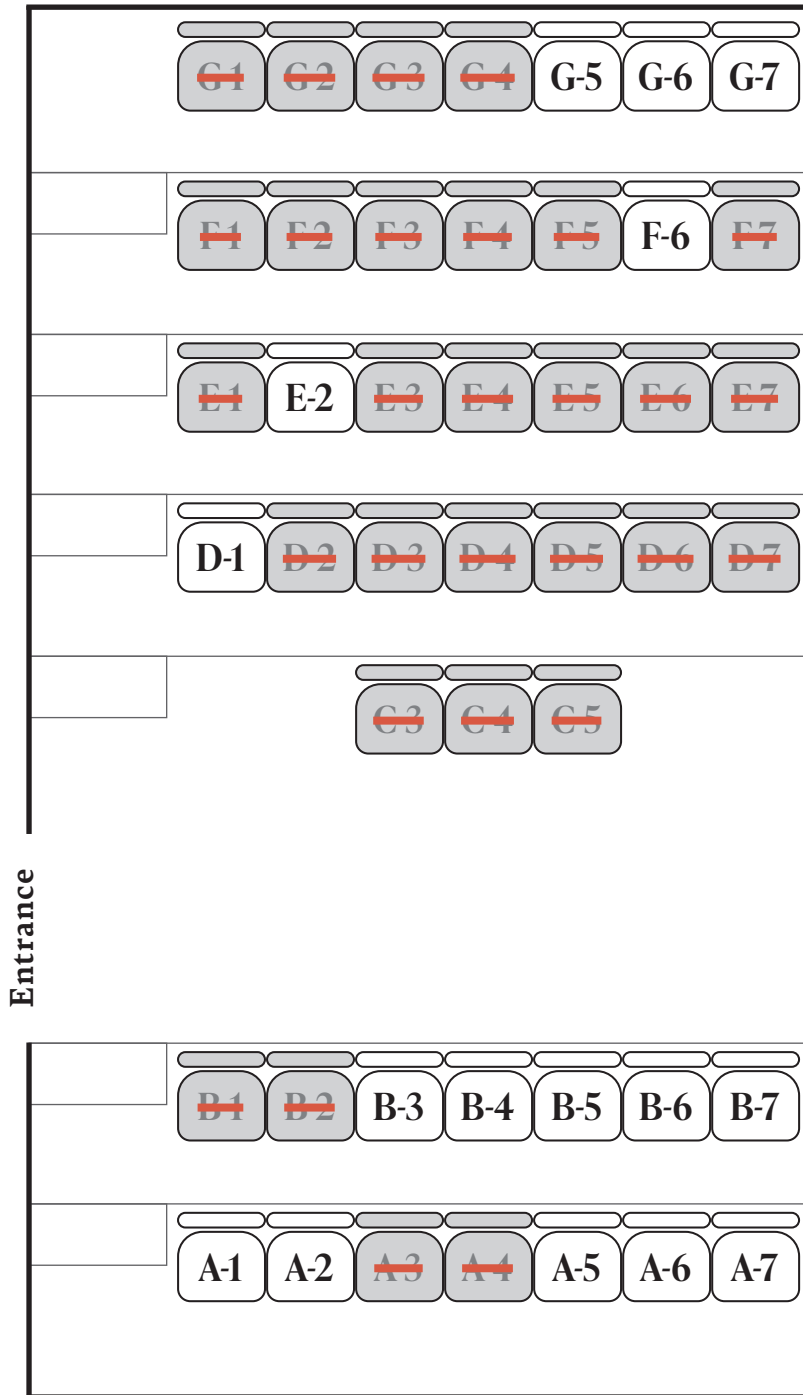 G-1 G-2 G-3 G-4 G-5 G-6 G-7
F-1 F-2 F-3 F-4 F-5 F-6 F-7
E-1 E-2 E-3 E-4 E-5 E-6 E-7
D-1 D-2 D-3 D-4 D-5 D-6 D-7
C-3 C-4 C-5
Entrance
B-1 B-2 B-3 B-4 B-5 B-6 B-7
A-1 A-2 A-3 A-4 A-5 A-6 A-7